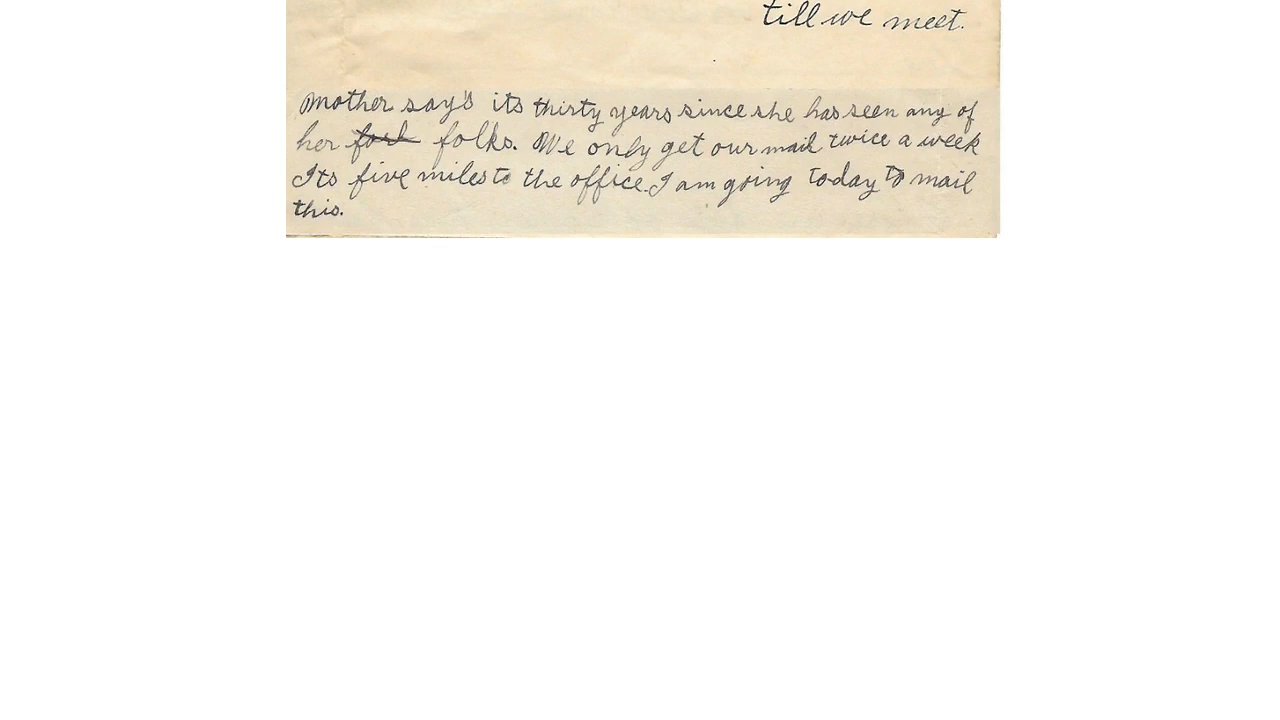 till we meet.
Mother say's its thirty years since she has seen any of
her folks. We only get our mail twice a week
Its five miles to the office. I am going today to mail
this.